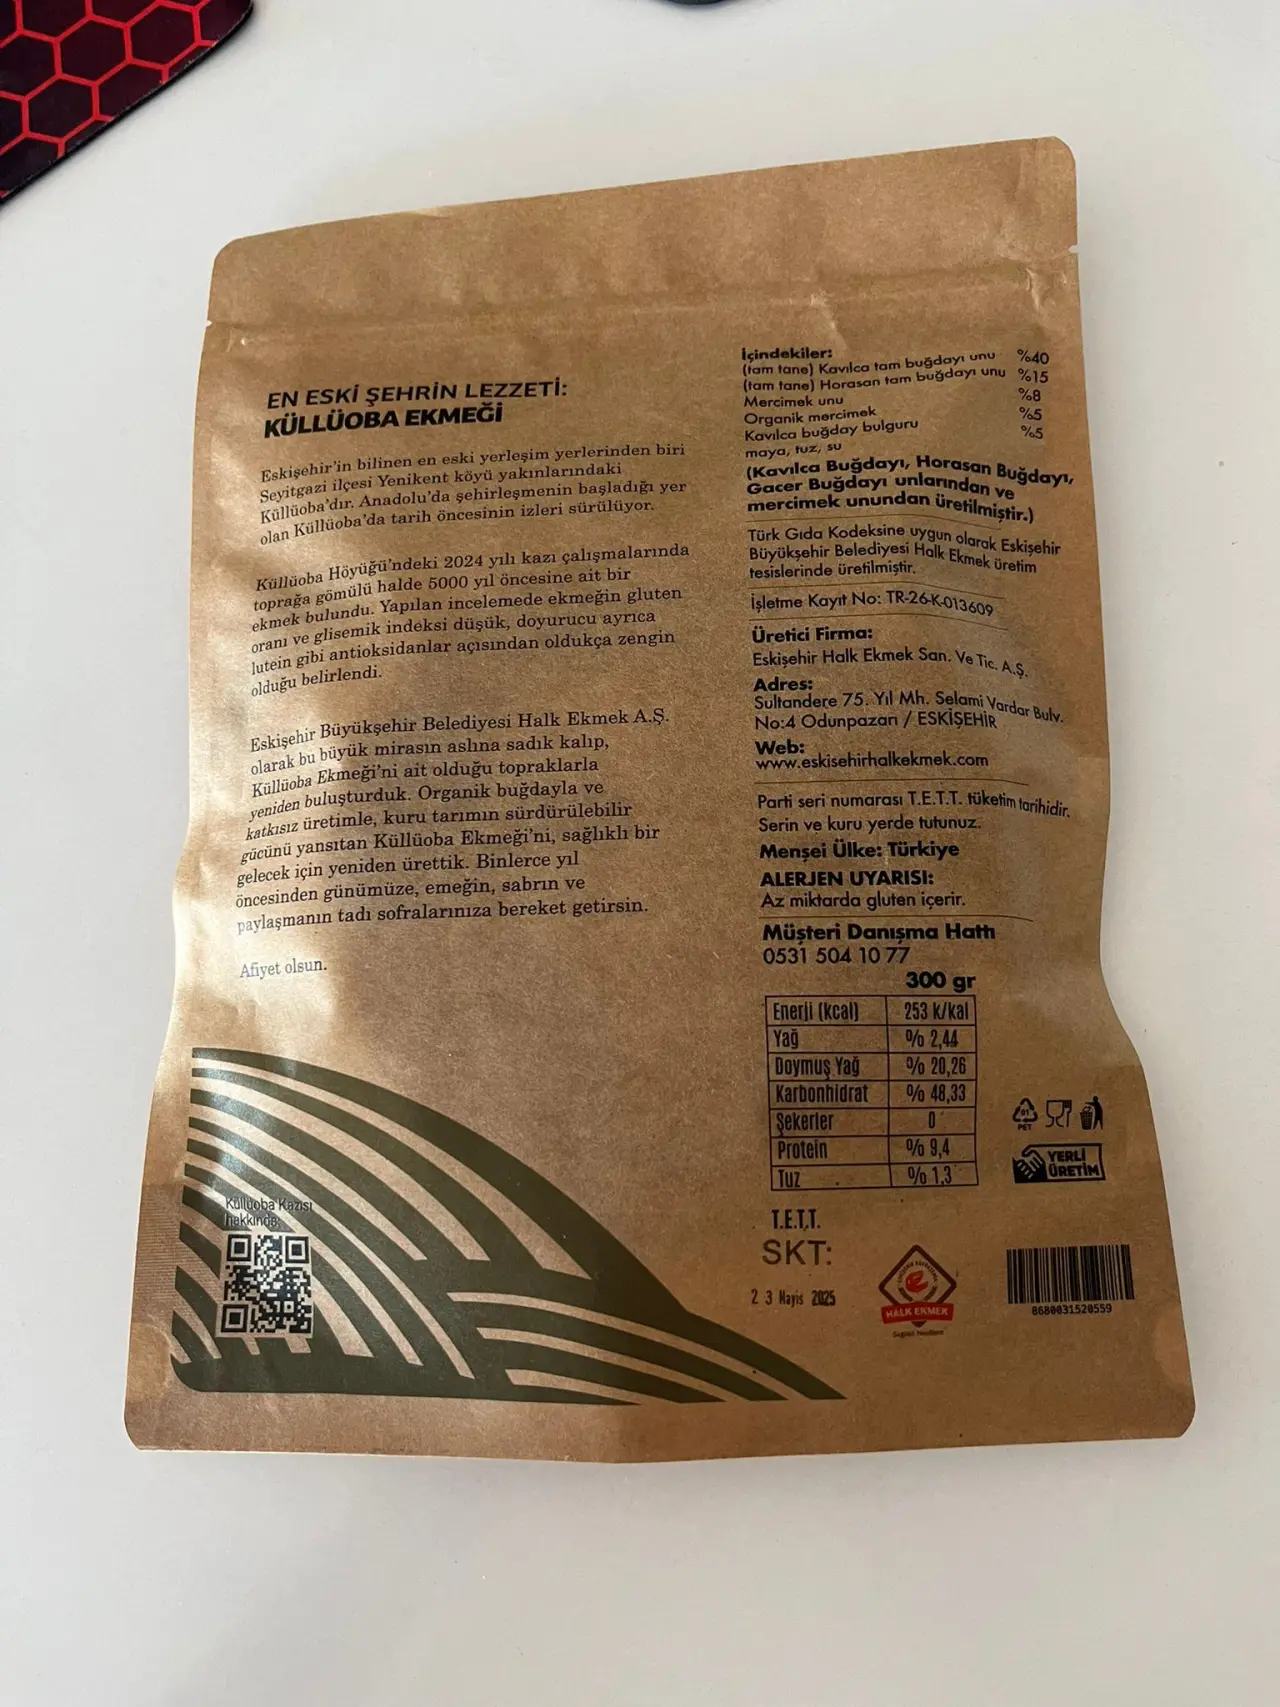 EN ESKİ ŞEHRİN LEZZETİ:
KÜLLÜOBA EKMEĞİ
Eskişehir'in bilinen en eski yerleşim yerlerinden biri
Seyitgazi ilçesi Yenikent köyü yakınlarındaki
Küllüoba'dır. Anadolu'da şehirleşmenin başladığı yer
olan Küllüoba'da tarih öncesinin izleri sürülüyor.
Küllüoba Höyüğü'ndeki 2024 yılı kazı çalışmalarında
toprağa gömülü halde 5000 yıl öncesine ait bir
ekmek bulundu. Yapılan incelemede ekmeğin gluten
oranı ve glisemik indeksi düşük, doyurucu ayrıca
lutein gibi antioksidanlar açısından oldukça zengin
olduğu belirlendi.
Eskişehir Büyükşehir Belediyesi Halk Ekmek A.Ş.
olarak bu büyük mirasın aslına sadık kalıp,
Küllüoba Ekmeği'ni ait olduğu topraklarla
yeniden buluşturduk. Organik buğdayla ve
katkısız üretimle, kuru tarımın sürdürülebilir
gücünü yansıtan Küllüoba Ekmeği'ni, sağlıklı bir
gelecek için yeniden ürettik. Binlerce yıl
öncesinden günümüze, emeğin, sabrın ve
paylaşmanın tadı sofralarınıza bereket getirsin.
Afiyet olsun.
Küllüoba Kazısı
hakkında:
İçindekiler:
(tam tane) Kavılca tam buğdayı unu %40
(tam tane) Horasan tam buğdayı unu %15
Mercimek unu %8
Organik mercimek %5
Kavılca buğday bulguru %5
maya, tuz, su
(Kavılca Buğdayı, Horasan Buğdayı,
Gacer Buğdayı unlarından ve
mercimek unundan üretilmiştir.)
Türk Gıda Kodeksine uygun olarak Eskişehir
Büyükşehir Belediyesi Halk Ekmek üretim
tesislerinde üretilmiştir.
İşletme Kayıt No: TR-26-K-013609
Üretici Firma:
Eskişehir Halk Ekmek San. Ve Tic. A.Ş.
Adres:
Sultandere 75. Yıl Mh. Selami Vardar Bulv.
No:4 Odunpazarı / ESKİŞEHİR
Web:
www.eskisehirhalkekmek.com
Parti seri numarası T.E.T.T. tüketim tarihidir.
Serin ve kuru yerde tutunuz.
Menşei Ülke: Türkiye
ALERJEN UYARISI:
Az miktarda gluten içerir.
Müşteri Danışma Hattı
0531 504 10 77
300 gr
Enerji (kcal) 253 k/kal
Yağ % 2,44
Doymuş Yağ % 20,26
Karbonhidrat % 48,33
Şekerler 0
Protein % 9,4
Tuz % 1,3
01
PET
YERLİ
ÜRETİM
T.E.T.T.
SKT:
2 3 Mayis 2025
HALK EKMEK
8680031520559